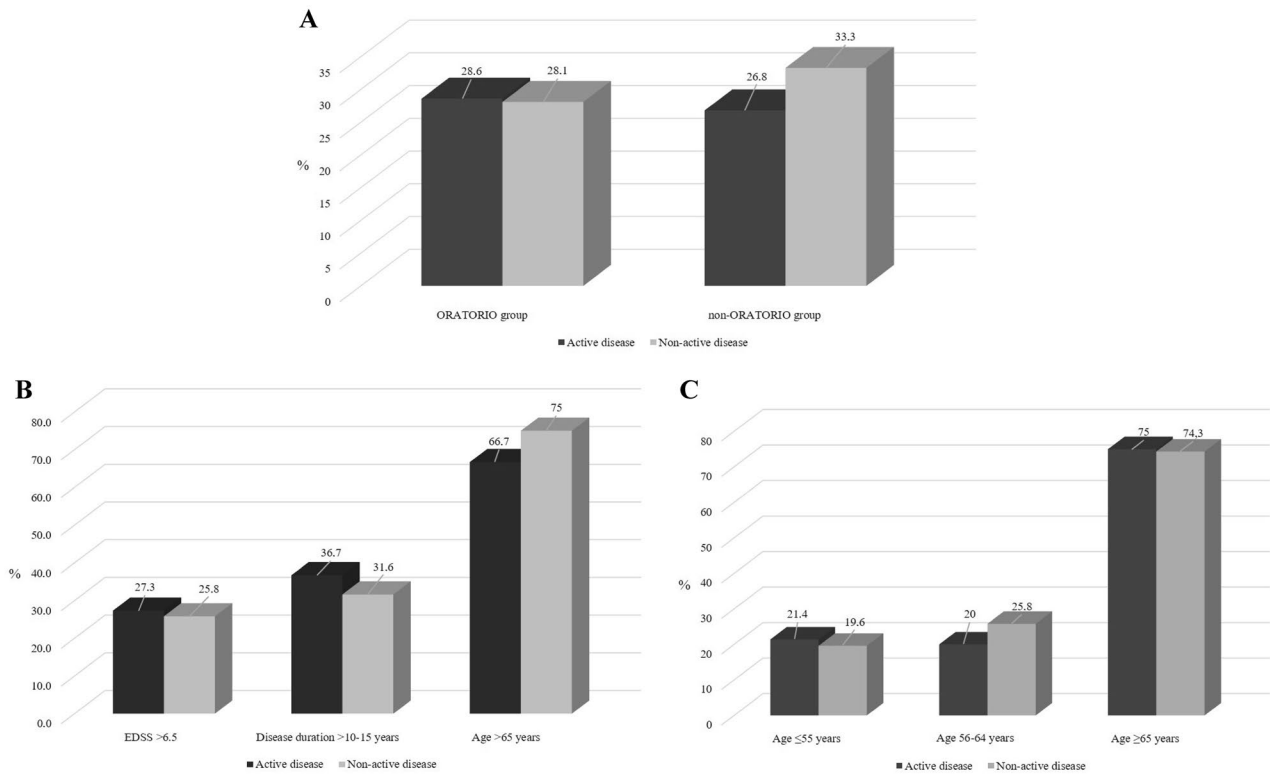 A
35
30
25
20
15
10
5
0
%
28.6 28.1 26.8 33.3
ORATORIO group non-ORATORIO group
Active disease Non-active disease
B
80.0
70.0
60.0
50.0
40.0
30.0
20.0
10.0
0.0
%
27.3 25.8 36.7 31.6 66.7 75
EDSS >6.5 Disease duration >10-15 years Age >65 years
Active disease Non-active disease
C
80
70
60
50
40
30
20
10
0
%
21.4 19.6 20 25.8 75 74,3
Age ≤55 years Age 56-64 years Age ≥65 years
Active disease Non-active disease